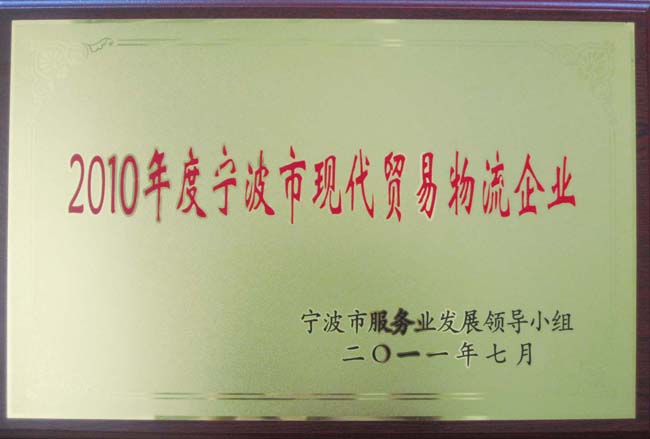 2010年度宁波市现代贸易物流企业
宁波市服务业发展领导小组
二〇一一年七月